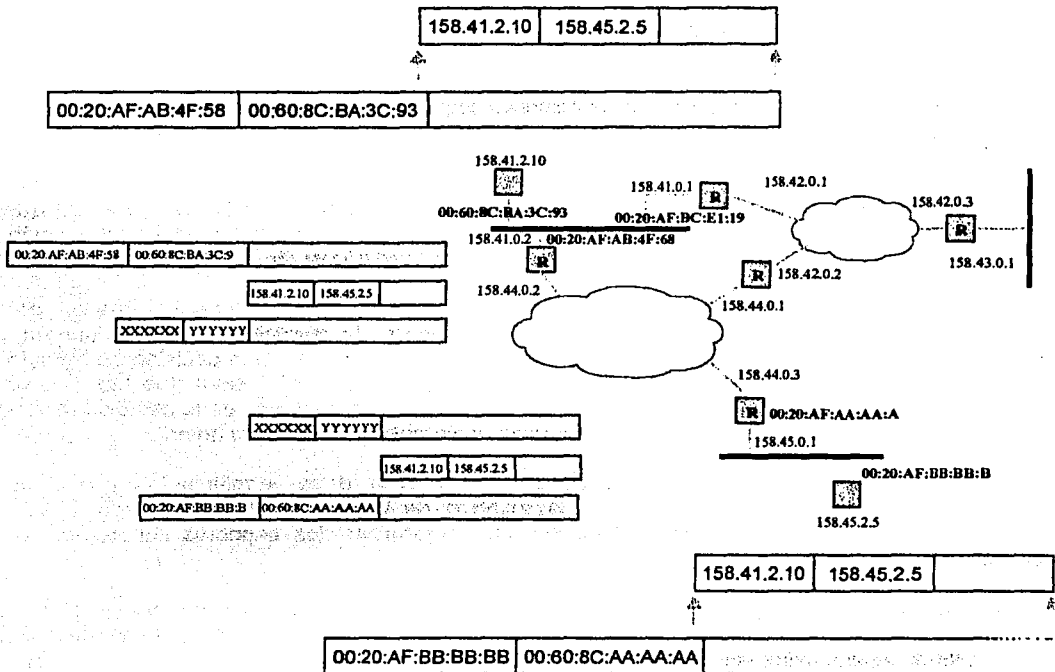 158.41.2.10 158.45.2.5
00:20:AF:AB:4F:58 00:60:8C:BA:3C:93
158.41.2.10
00:60:8C:BA:3C:93
158.41.0.1 R
00:20:AF:BC:E1:19
158.42.0.1
158.42.0.3
R
158.43.0.1
158.41.0.2 00:20:AF:AB:4F:68
R
158.44.0.2
R 158.42.0.2
158.44.0.1
00:20:AF:AB:4F:58 00:60:8C:BA:3C:9
158.41.2.10 158.45.2.5
XXXXXX YYYYYY
158.44.0.3
R 00:20:AF:AA:AA:A
158.45.0.1
00:20:AF:BB:BB:B
158.45.2.5
XXXXXX YYYYYY
158.41.2.10 158.45.2.5
00:20:AF:BB:BB:B 00:60:8C:AA:AA:AA
158.41.2.10 158.45.2.5
00:20:AF:BB:BB:BB 00:60:8C:AA:AA:AA